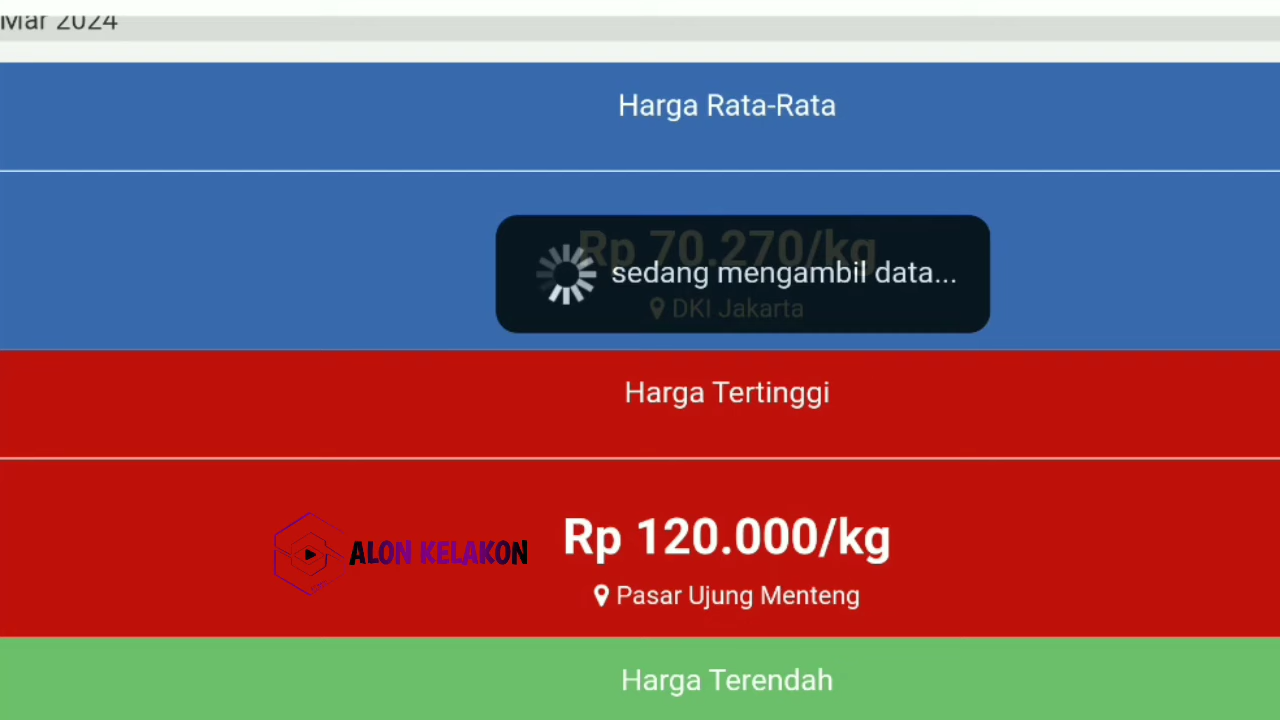 Mar 2024
Harga Rata-Rata
Rp 70.270/kg
sedang mengambil data...
DKI Jakarta
Harga Tertinggi
Rp 120.000/kg
ALON KELAKON
Pasar Ujung Menteng
Harga Terendah